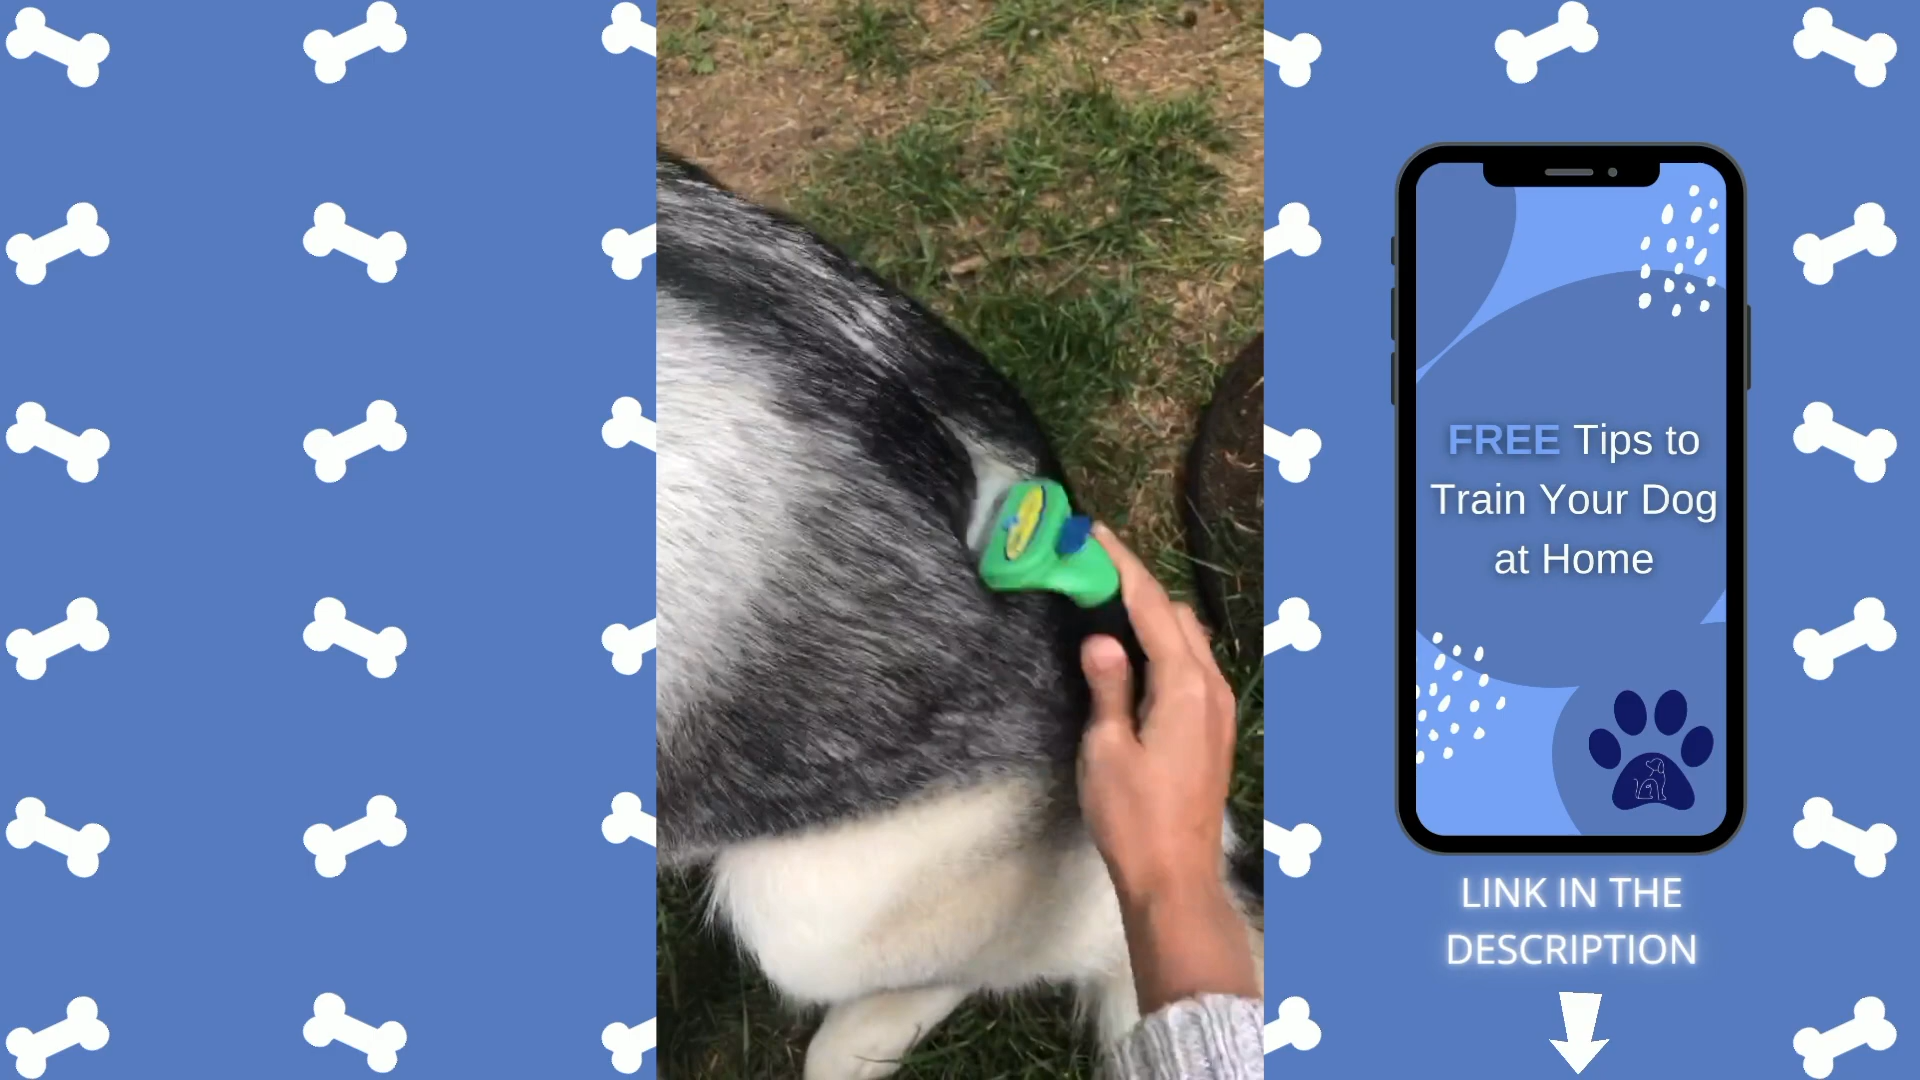 FREE Tips to
Train Your Dog
at Home
LINK IN THE
DESCRIPTION